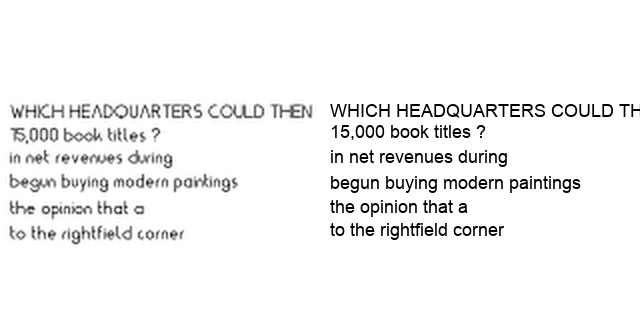 WHICH HEADQUARTERS COULD THEN
15,000 book titles ?
in net revenues during
begun buying modern paintings
the opinion that a
to the rightfield corner
WHICH HEADQUARTERS COULD TH
15,000 book titles ?
in net revenues during
begun buying modern paintings
the opinion that a
to the rightfield corner